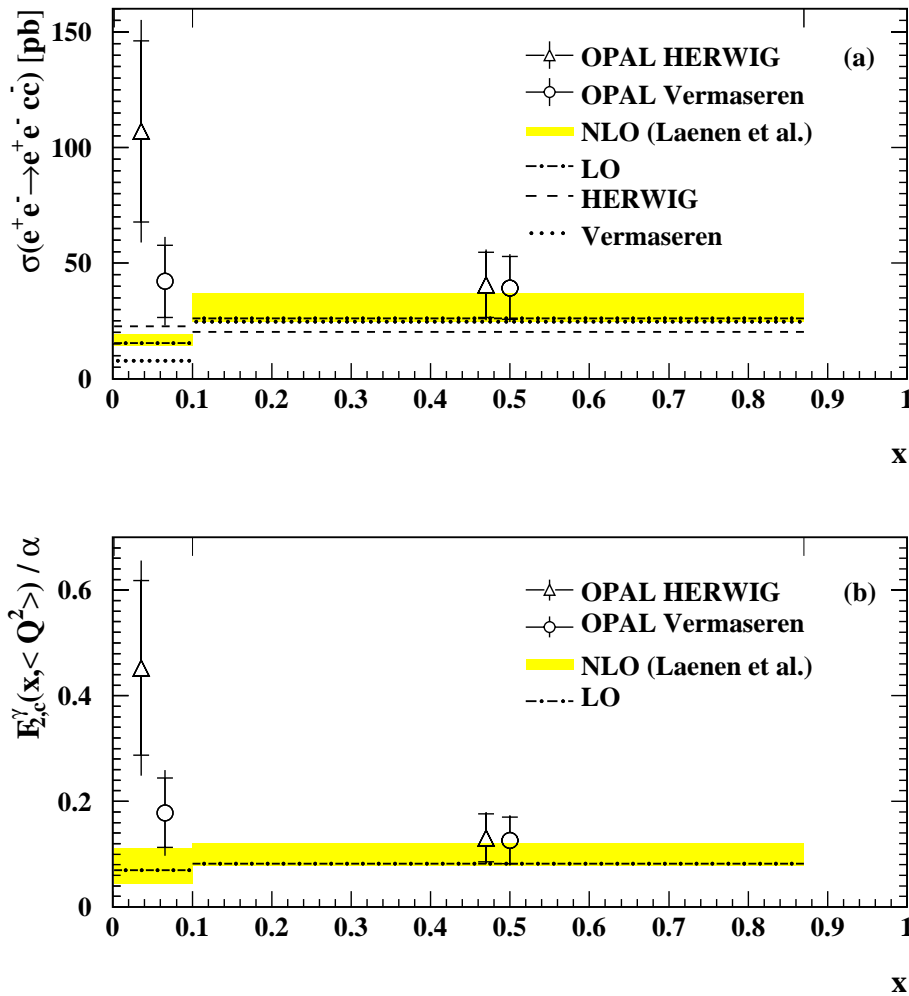 σ(e⁺e⁻→e⁺e⁻ cc̄) [pb]
150
100
50
0
OPAL HERWIG
(a)
OPAL Vermaseren
NLO (Laenen et al.)
LO
HERWIG
Vermaseren
0 0.1 0.2 0.3 0.4 0.5 0.6 0.7 0.8 0.9 1
x
F₂,cᵞ(x,< Q² >) / α
0.6
0.4
0.2
0
OPAL HERWIG
(b)
OPAL Vermaseren
NLO (Laenen et al.)
LO
0 0.1 0.2 0.3 0.4 0.5 0.6 0.7 0.8 0.9 1
x